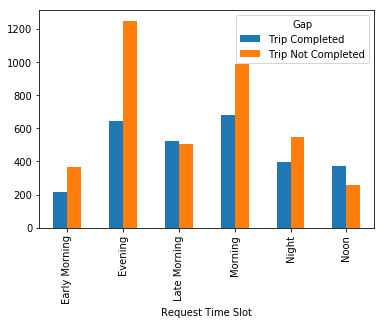 Gap
Trip Completed
Trip Not Completed
1200
1000
800
600
400
200
0
Early Morning
Evening
Late Morning
Morning
Night
Noon
Request Time Slot